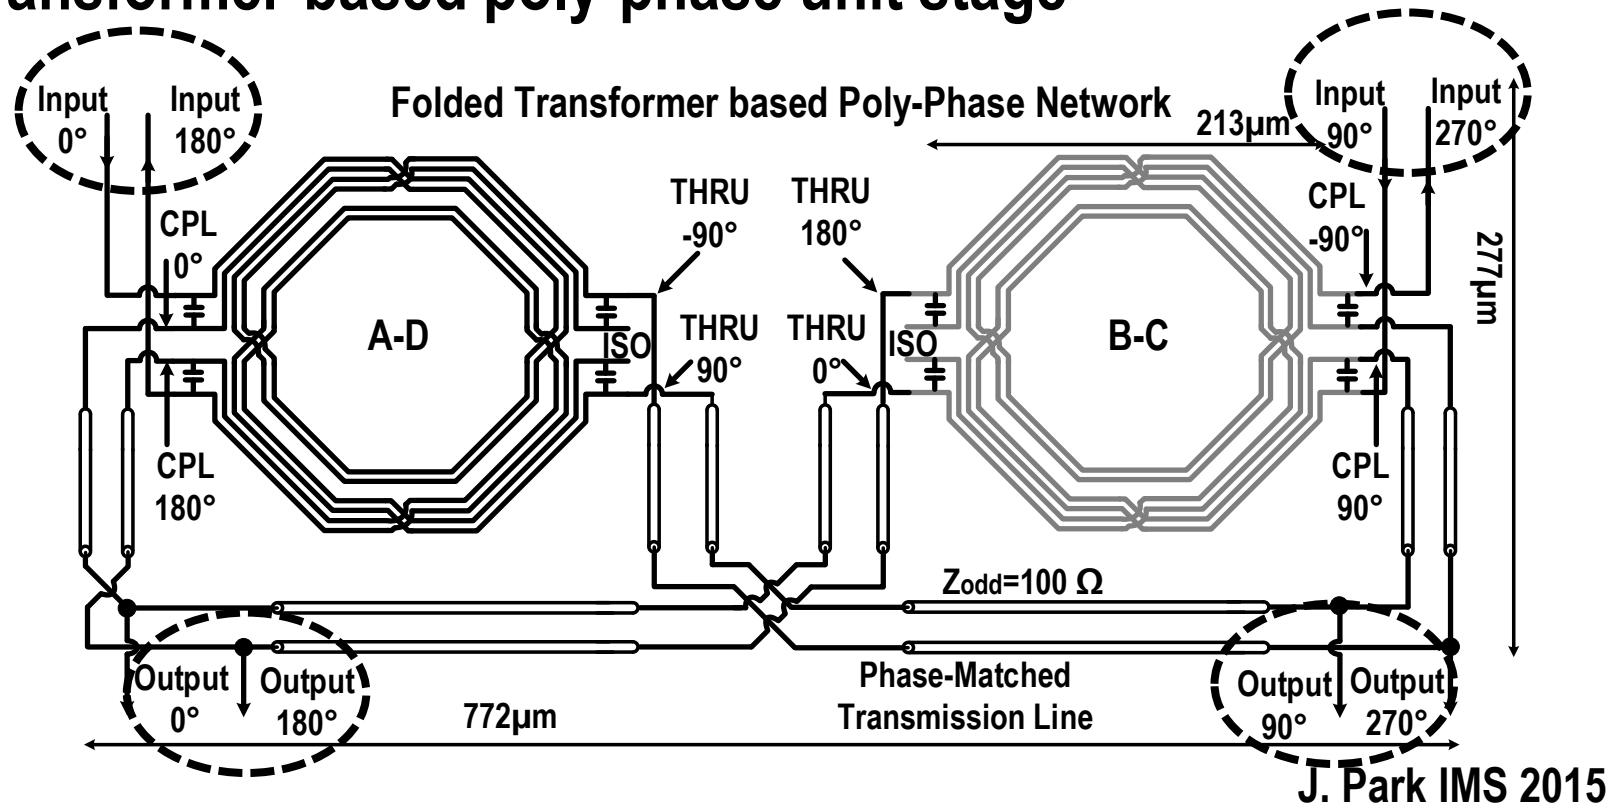 poly-phase unit stage
Folded Transformer based Poly-Phase Network
Input
0°
Input
180°
Input
90°
Input
270°
213µm
277µm
CPL
0°
THRU
-90°
THRU
180°
CPL
-90°
A-D
B-C
ISO
THRU
90°
THRU
0°
ISO
CPL
180°
CPL
90°
Zodd=100 Ω
Output
0°
Output
180°
772µm
Phase-Matched
Transmission Line
Output
90°
Output
270°
J. Park IMS 2015